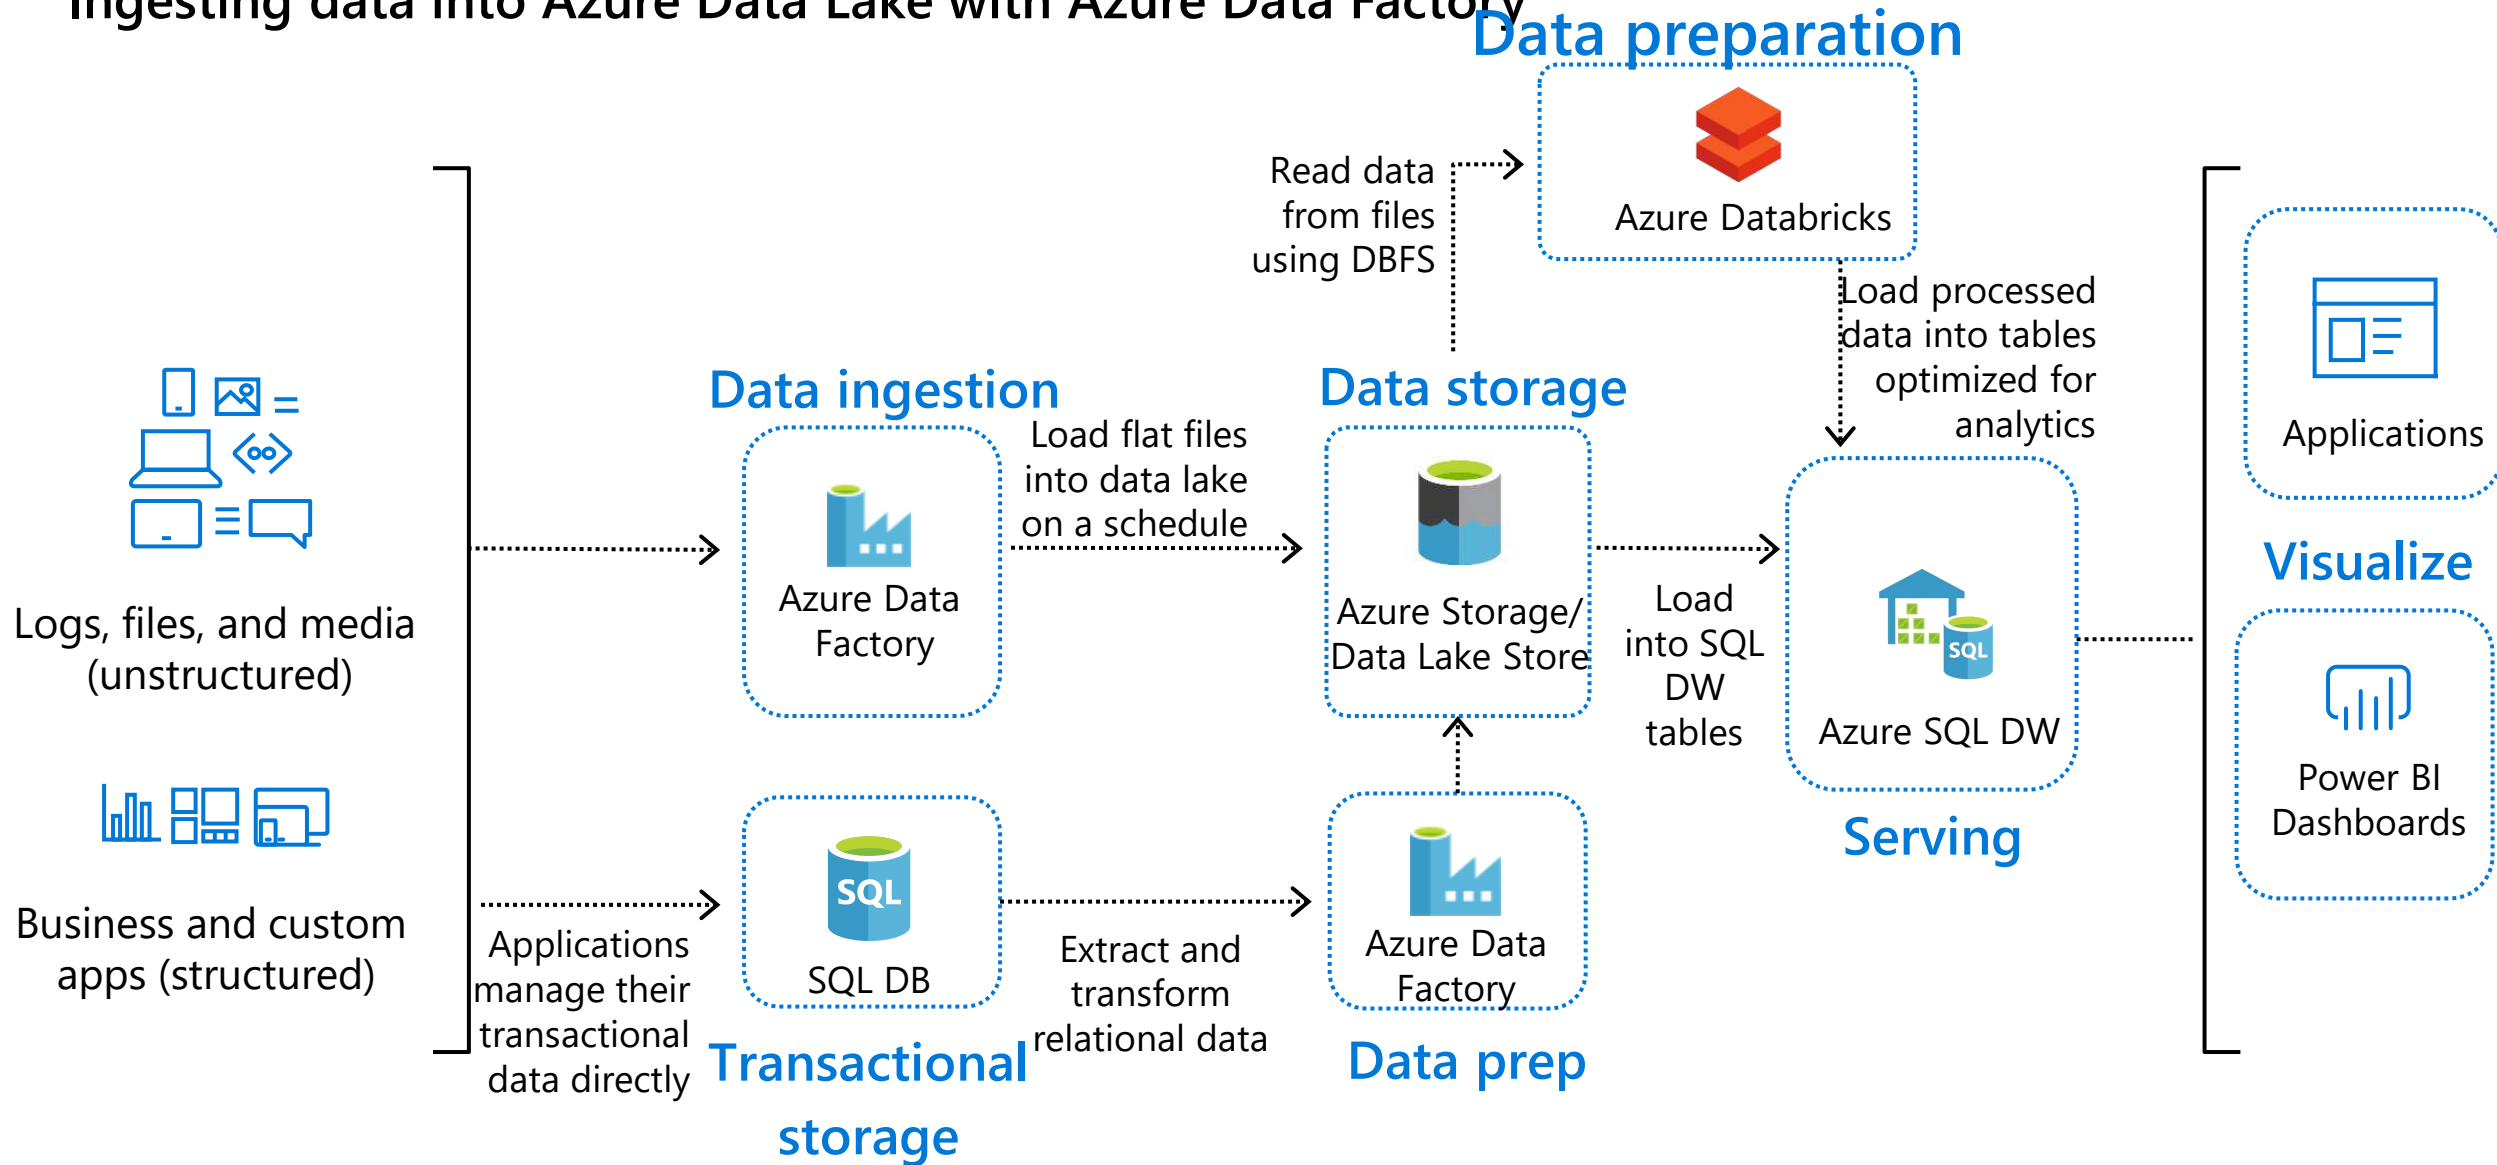 Ingesting data into Azure Data Lake with Azure Data Factory
Data preparation
Azure Databricks
Read data
from files
using DBFS
Load processed
data into tables
optimized for
analytics
Logs, files, and media
(unstructured)
Business and custom
apps (structured)
Data ingestion
Azure Data
Factory
Load flat files
into data lake
on a schedule
Data storage
Azure Storage/
Data Lake Store
Load
into SQL
DW
tables
SQL
Azure SQL DW
Serving
Applications
manage their
transactional
data directly
SQL
SQL DB
Transactional
storage
Extract and
transform
relational data
Azure Data
Factory
Data prep
Applications
Visualize
Power BI
Dashboards